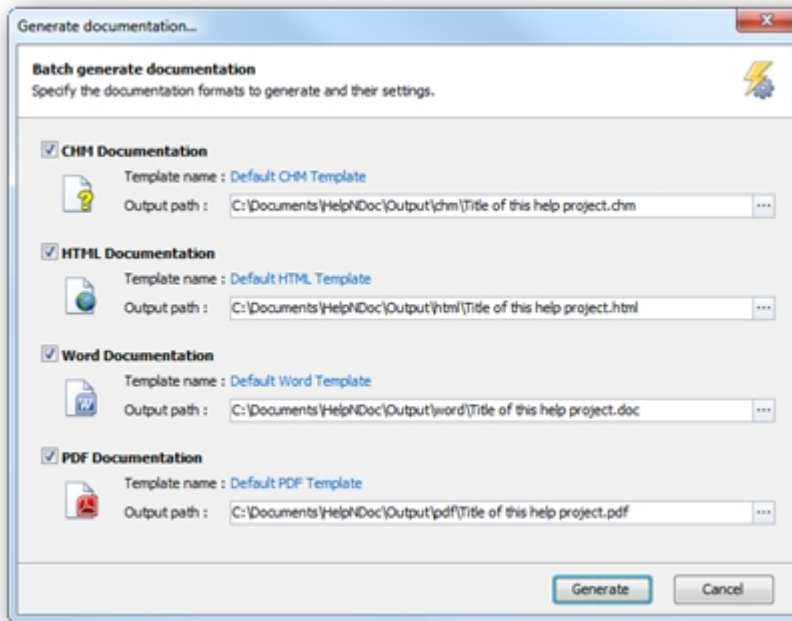 Generate documentation...
Batch generate documentation
Specify the documentation formats to generate and their settings.
CHM Documentation
Template name : Default CHM Template
Output path : C:\Documents\HelpNDoc\Output\chm\Title of this help project.chm ...
HTML Documentation
Template name : Default HTML Template
Output path : C:\Documents\HelpNDoc\Output\html\Title of this help project.html ...
Word Documentation
Template name : Default Word Template
Output path : C:\Documents\HelpNDoc\Output\word\Title of this help project.doc ...
PDF Documentation
Template name : Default PDF Template
Output path : C:\Documents\HelpNDoc\Output\pdf\Title of this help project.pdf ...
Generate Cancel